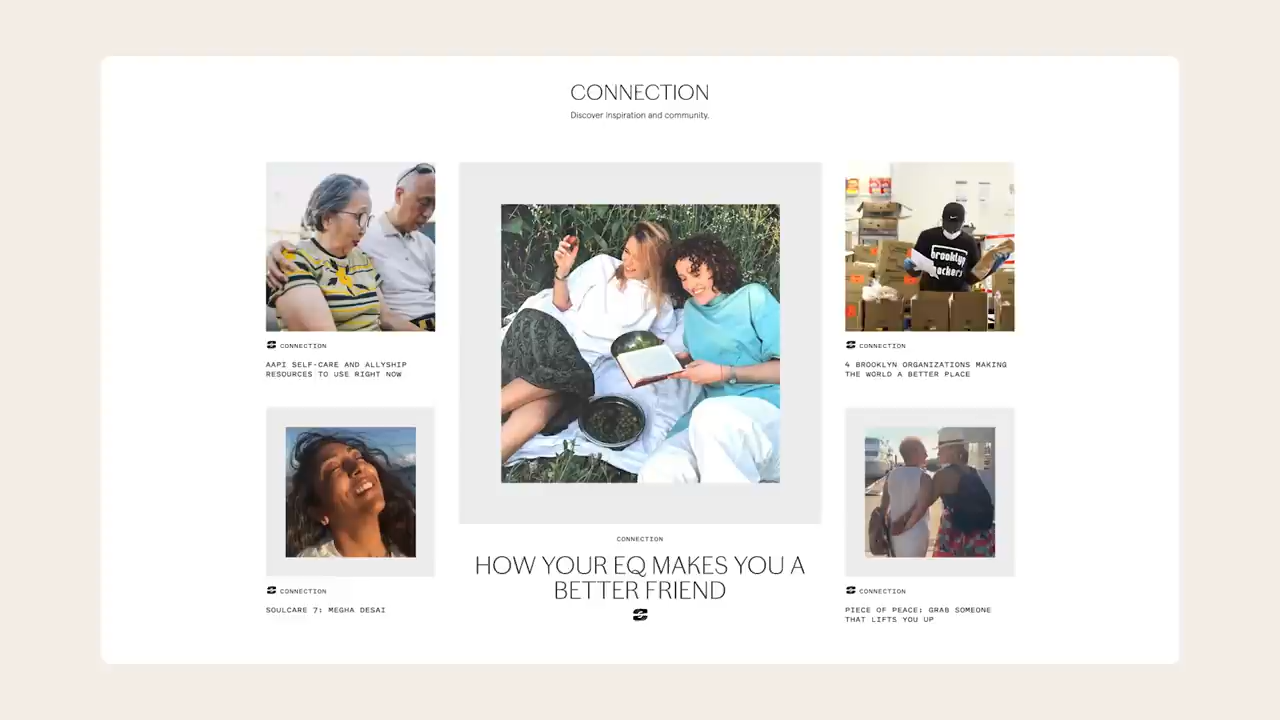 CONNECTION
Discover inspiration and community.
CONNECTION
AAPI SELF-CARE AND ALLYSHIP
RESOURCES TO USE RIGHT NOW
CONNECTION
SOULCARE 7: MEGHA DESAI
CONNECTION
HOW YOUR EQ MAKES YOU A
BETTER FRIEND
brooklyn
CONNECTION
4 BROOKLYN ORGANIZATIONS MAKING
THE WORLD A BETTER PLACE
CONNECTION
PIECE OF PEACE: GRAB SOMEONE
THAT LIFTS YOU UP